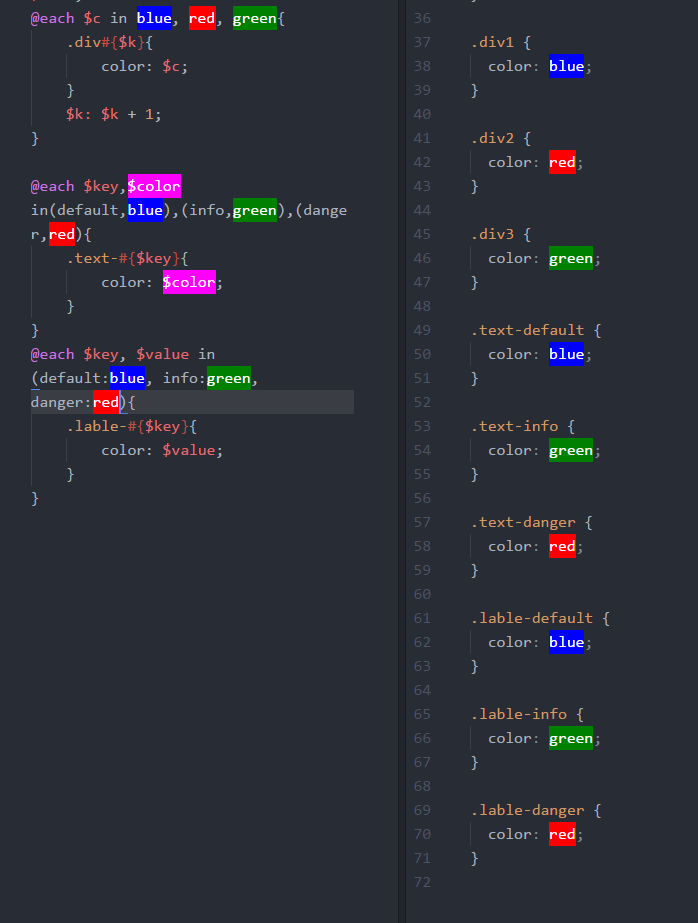 @each $c in blue, red, green{
.div#{$k}{
color: $c;
}
$k: $k + 1;
}
@each $key,$color
in(default,blue),(info,green),(dange
r,red){
.text-#{$key}{
color: $color;
}
}
@each $key, $value in
(default:blue, info:green,
danger:red){
.lable-#{$key}{
color: $value;
}
}
36
37 .div1 {
38 color: blue;
39 }
40
41 .div2 {
42 color: red;
43 }
44
45 .div3 {
46 color: green;
47 }
48
49 .text-default {
50 color: blue;
51 }
52
53 .text-info {
54 color: green;
55 }
56
57 .text-danger {
58 color: red;
59 }
60
61 .lable-default {
62 color: blue;
63 }
64
65 .lable-info {
66 color: green;
67 }
68
69 .lable-danger {
70 color: red;
71 }
72